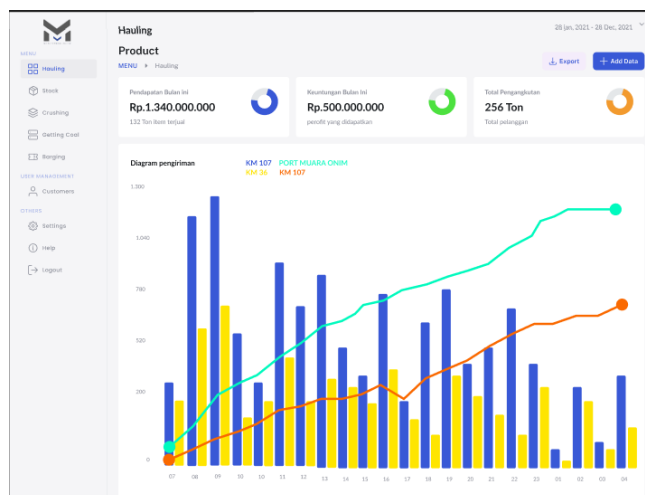 Hauling
28 Jan, 2021 - 28 Dec, 2021
Product
MENU
Hauling
Export
Add Data
MENU
Hauling
Stock
Crushing
Getting Coal
Barging
USER MANAGEMENT
Customers
OTHERS
Settings
Help
Logout
Pendapatan Bulan Ini
Rp.1.340.000.000
132 Ton item terjual
Keuntungan Bulan Ini
Rp.500.000.000
perofit yang didapatkan
Total Pengangkutan
256 Ton
Total pelanggan
Diagram pengiriman
KM 107 PORT MUARA ENIM
KM 36 KM 107
1.300
1.040
780
520
200
0
07 08 09 10 10 11 12 13 14 15 16 17 18 19 20 21 22 23 01 02 03 04